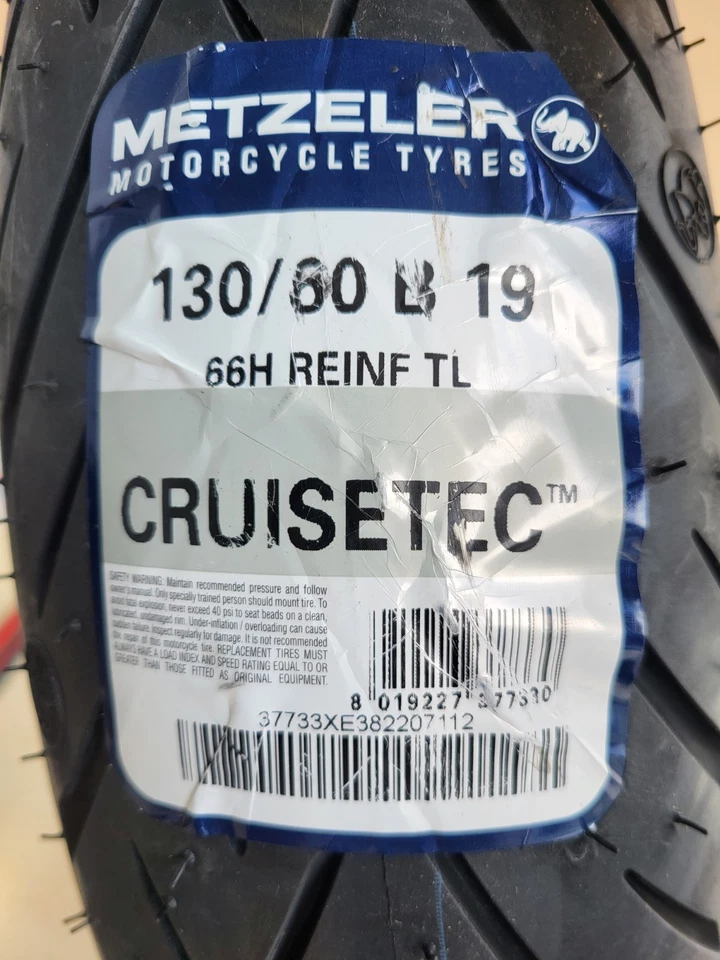 METZELER
MOTORCYCLE TYRES
130/60 B 19
66H REINF TL
CRUISETEC™
SAFETY WARNING: Maintain recommended pressure and follow
owner's manual. Only specially trained person should mount tire. To
avoid fatal explosion, never exceed 40 psi to seat beads on a clean,
lubricated, undamaged rim. Under-inflation / overloading can cause
sudden failure, inspect regularly for damage. It is not recommended
the repair of this motorcycle tire. REPLACEMENT TIRES MUST
ALWAYS HAVE A LOAD INDEX AND SPEED RATING EQUAL TO OR
GREATER THAN THOSE FITTED AS ORIGINAL EQUIPMENT.
8 019227 377330
37733XE382207112